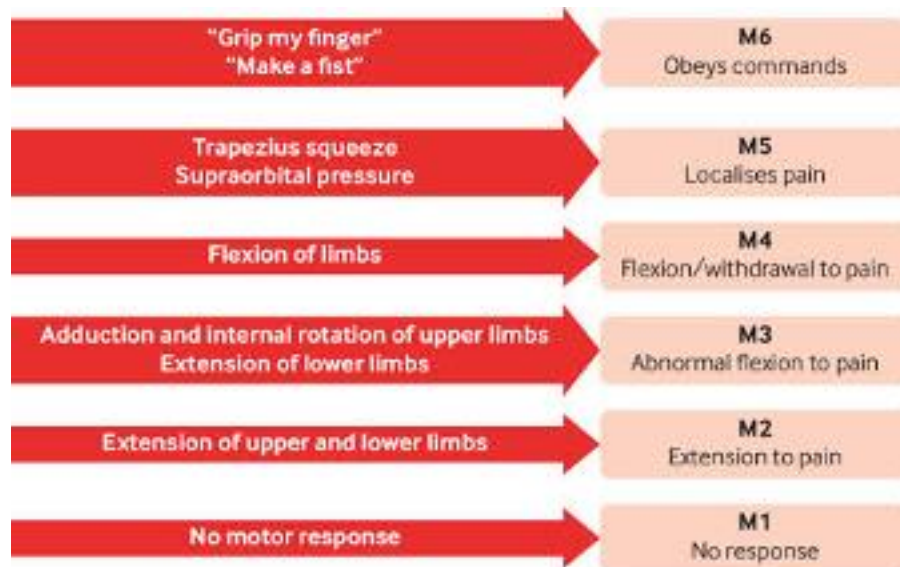 "Grip my finger"
"Make a fist"
M6
Obeys commands
Trapezius squeeze
Supraorbital pressure
M5
Localises pain
Flexion of limbs
M4
Flexion/withdrawal to pain
Adduction and internal rotation of upper limbs
Extension of lower limbs
M3
Abnormal flexion to pain
Extension of upper and lower limbs
M2
Extension to pain
No motor response
M1
No response